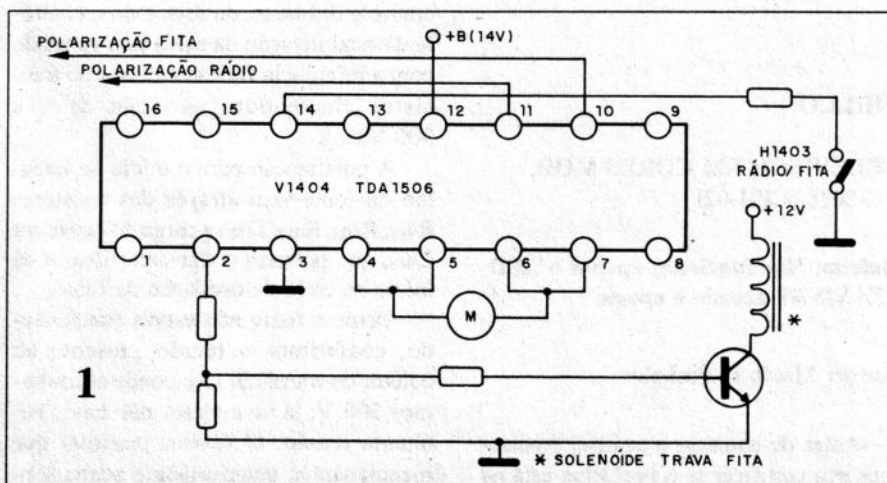 POLARIZAÇÃO FITA
+B(14V)
POLARIZAÇÃO RÁDIO
16 15 14 13 12 11 10 9
H1403
RÁDIO/FITA
V1404 TDA1506
+12V
1 2 3 4 5 6 7 8
M
*
1
* SOLENÓIDE TRAVA FITA